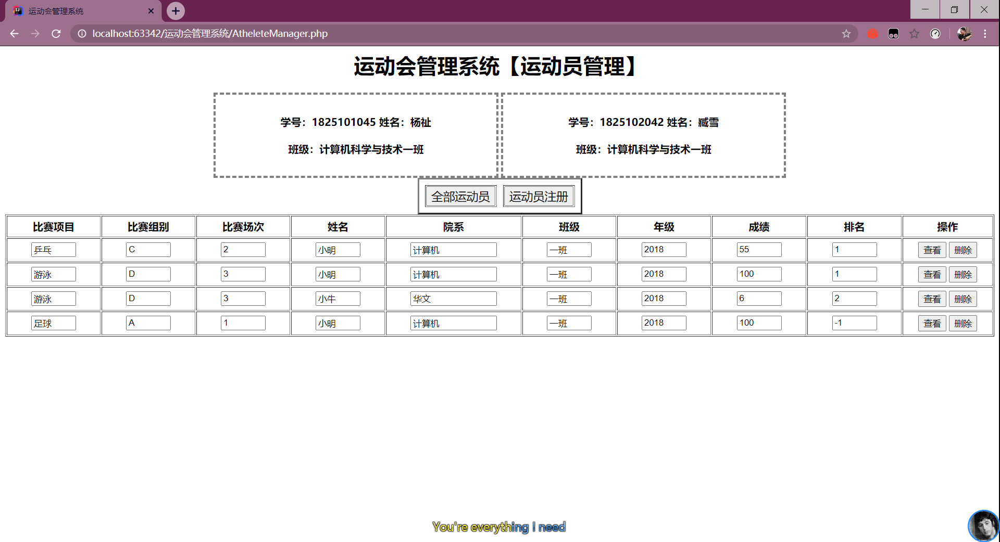 运动会管理系统
localhost:63342/运动会管理系统/AtheleteManager.php
运动会管理系统【运动员管理】
学号：1825101045 姓名：杨祉
班级：计算机科学与技术一班
学号：1825102042 姓名：臧雪
班级：计算机科学与技术一班
全部运动员 运动员注册
比赛项目 比赛组别 比赛场次 姓名 院系 班级 年级 成绩 排名 操作
乒乓 C 2 小明 计算机 一班 2018 55 1 查看 删除
游泳 D 3 小明 计算机 一班 2018 100 1 查看 删除
游泳 D 3 小牛 华文 一班 2018 6 2 查看 删除
足球 A 1 小明 计算机 一班 2018 100 -1 查看 删除
You're everything I need